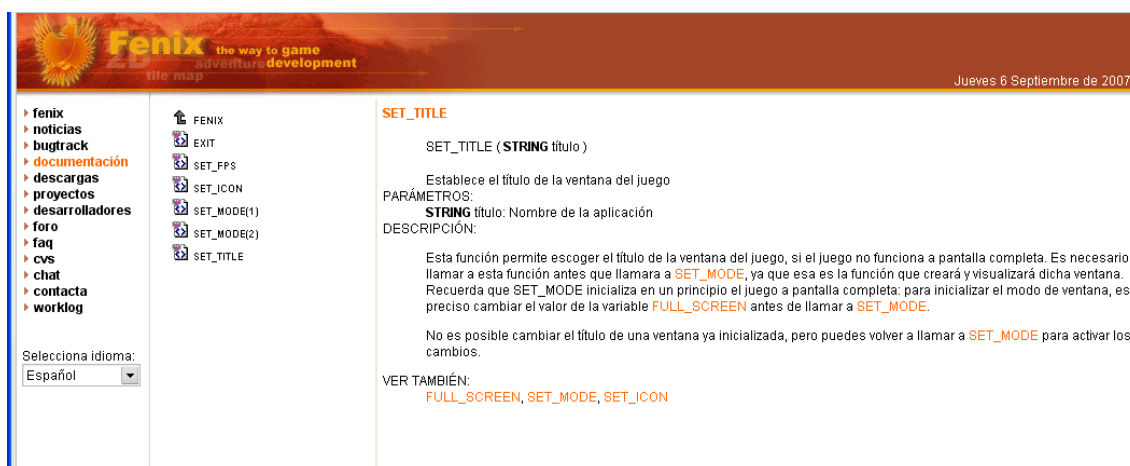 Fenix the way to game
2D adventure development
tile map
Jueves 6 Septiembre de 2007
fenix
noticias
bugtrack
documentación
descargas
proyectos
desarrolladores
foro
faq
cvs
chat
contacta
worklog
Selecciona idioma:
Español
FENIX
EXIT
SET_FPS
SET_ICON
SET_MODE(1)
SET_MODE(2)
SET_TITLE
SET_TITLE
SET_TITLE ( STRING título )
Establece el título de la ventana del juego
PARÁMETROS:
STRING título: Nombre de la aplicación
DESCRIPCIÓN:
Esta función permite escoger el título de la ventana del juego, si el juego no funciona a pantalla completa. Es necesario
llamar a esta función antes que llamara a SET_MODE, ya que esa es la función que creará y visualizará dicha ventana.
Recuerda que SET_MODE inicializa en un principio el juego a pantalla completa: para inicializar el modo de ventana, es
preciso cambiar el valor de la variable FULL_SCREEN antes de llamar a SET_MODE.
No es posible cambiar el título de una ventana ya inicializada, pero puedes volver a llamar a SET_MODE para activar los
cambios.
VER TAMBIÉN:
FULL_SCREEN, SET_MODE, SET_ICON